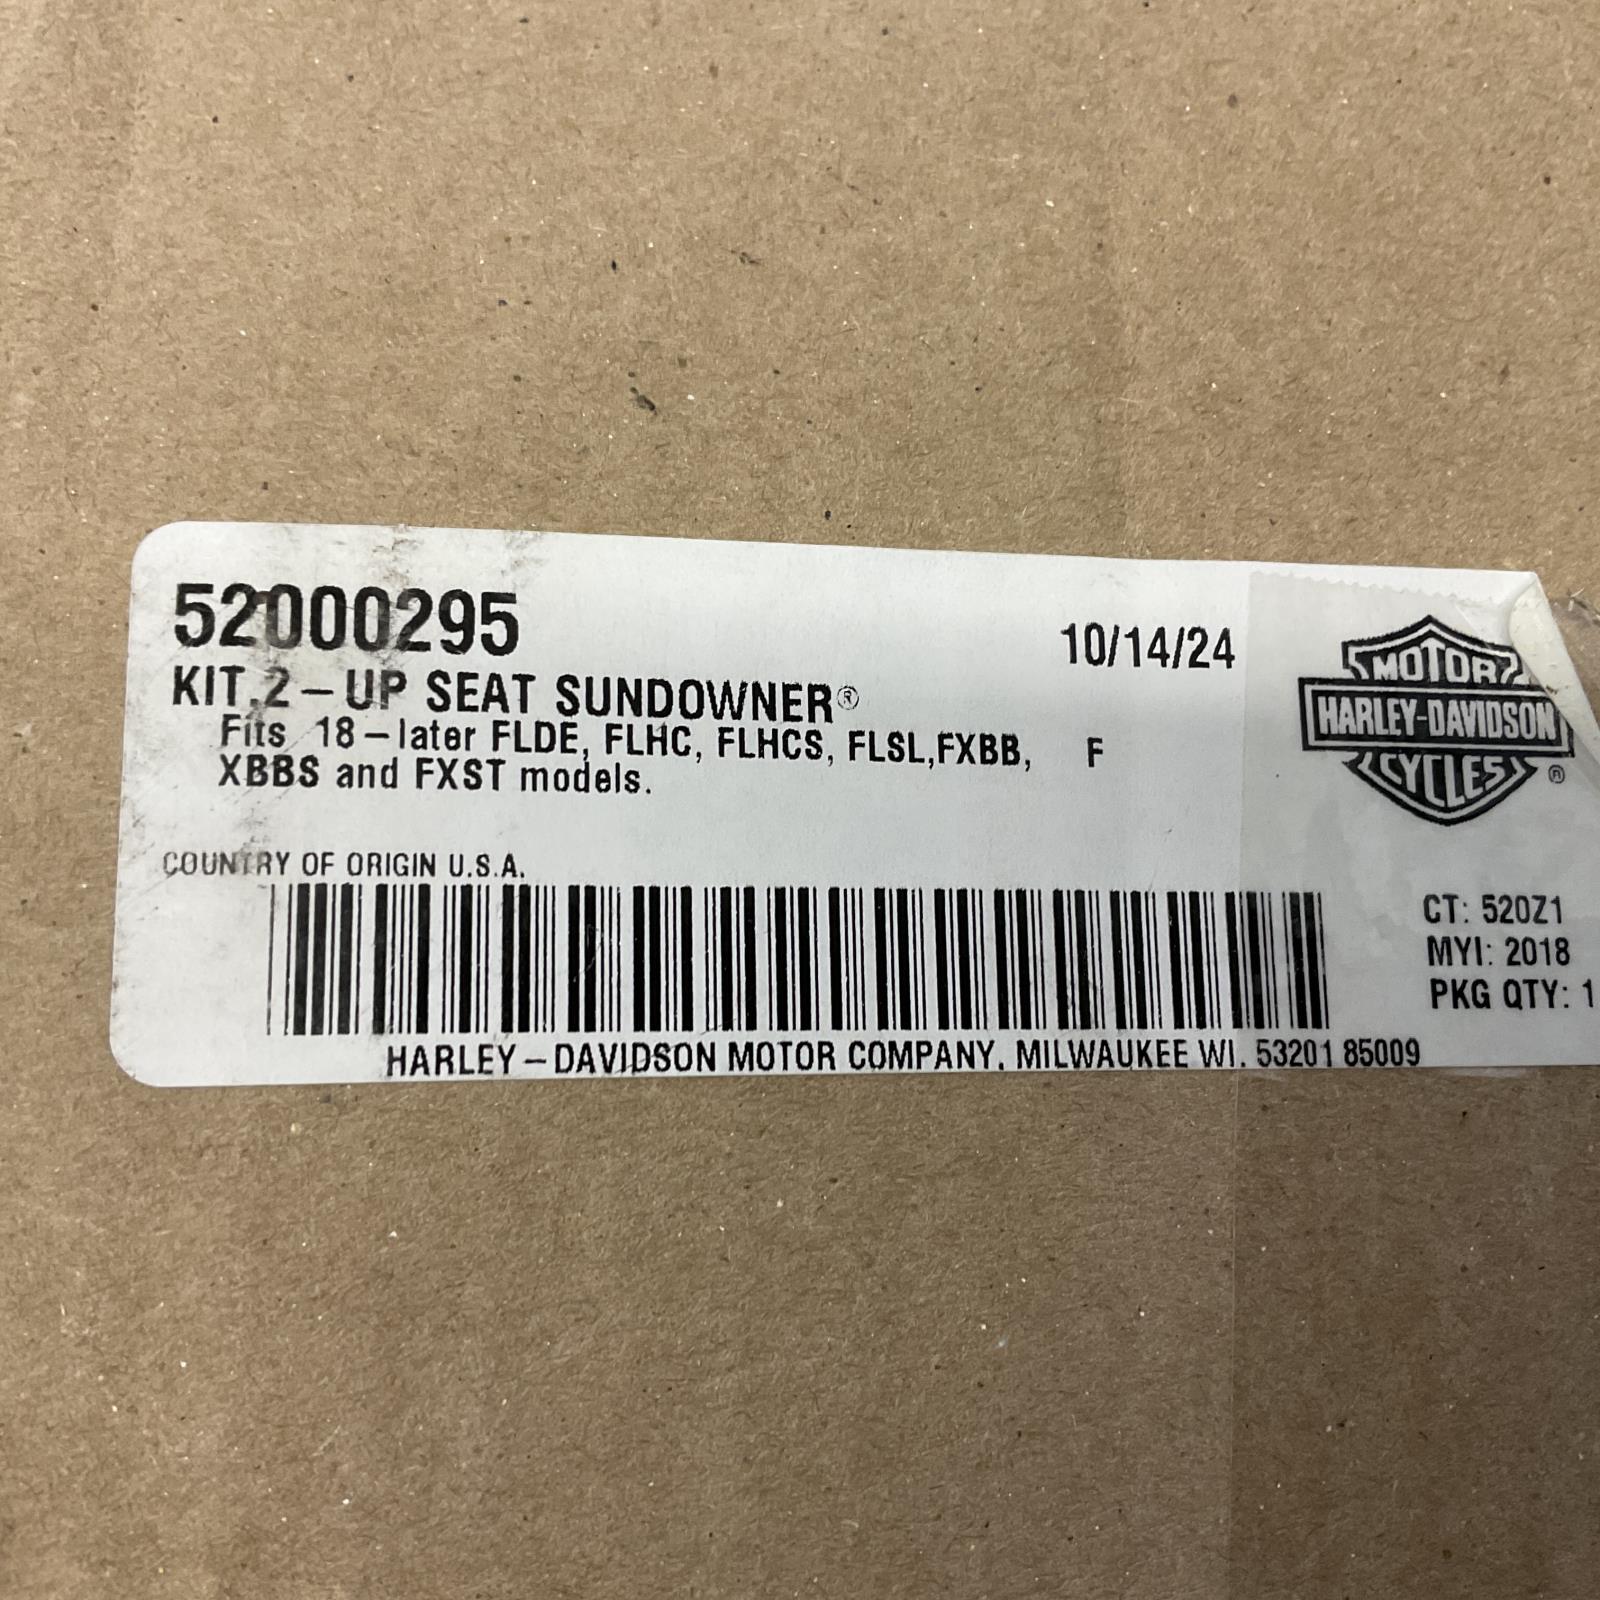 52000295
10/14/24
KIT,2-UP SEAT SUNDOWNER®
Fits 18-later FLDE, FLHC, FLHCS, FLSL,FXBB, F
XBBS and FXST models.
MOTOR
HARLEY-DAVIDSON
CYCLES
®
COUNTRY OF ORIGIN U.S.A.
CT: 520Z1
MYI: 2018
PKG QTY: 1
HARLEY-DAVIDSON MOTOR COMPANY. MILWAUKEE WI. 53201 85009